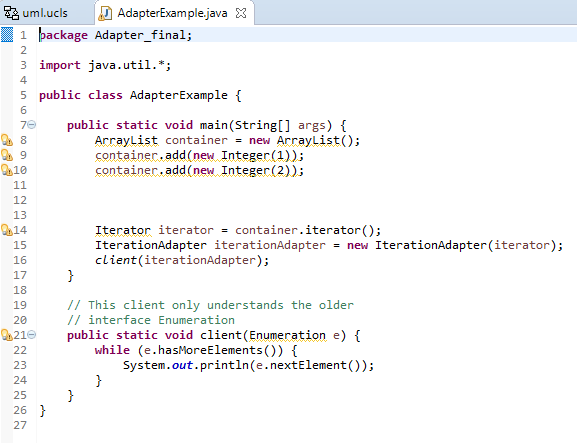 uml.ucls AdapterExample.java
1 package Adapter_final;
2
3 import java.util.*;
4
5 public class AdapterExample {
6
7 public static void main(String[] args) {
8 ArrayList container = new ArrayList();
9 container.add(new Integer(1));
10 container.add(new Integer(2));
11
12
13
14 Iterator iterator = container.iterator();
15 IterationAdapter iterationAdapter = new IterationAdapter(iterator);
16 client(iterationAdapter);
17 }
18
19 // This client only understands the older
20 // interface Enumeration
21 public static void client(Enumeration e) {
22 while (e.hasMoreElements()) {
23 System.out.println(e.nextElement());
24 }
25 }
26 }
27